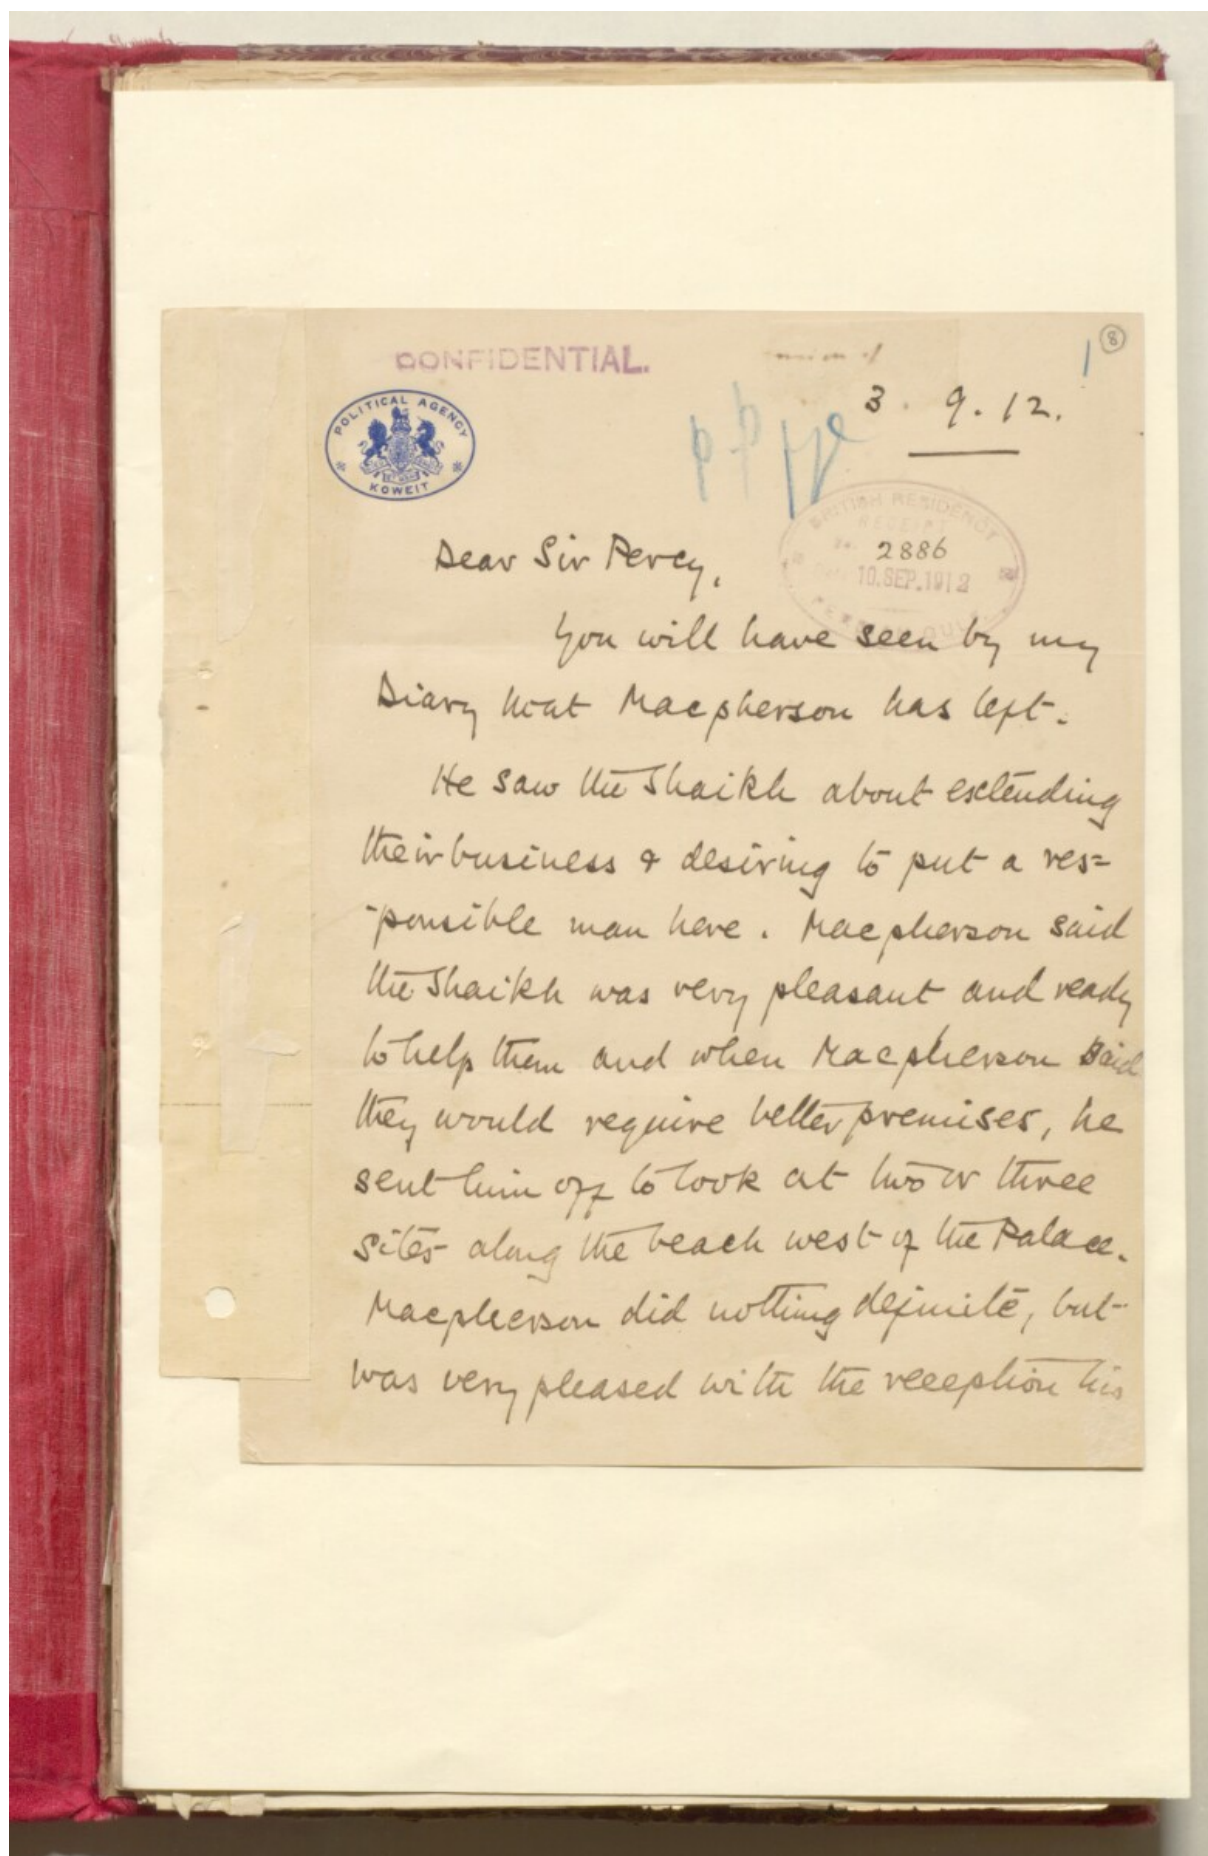 CONFIDENTIAL.
8
1
POLITICAL AGENCY
KOWEIT
3. 9. 12.
BRITISH RESIDENCY
RECEIPT
2886
10. SEP. 1912
PERSIAN GULF
Dear Sir Percy,
You will have seen by my
Diary that Macpherson has left.
He saw the Shaikh about extending
their business & desiring to put a res=
-ponsible man here. Macpherson said
the Shaikh was very pleasant and ready
to help them and when Macpherson said
they would require better premises, he
sent him off to look at two or three
sites along the beach west of the Palace.
Macpherson did nothing definite, but
was very pleased with the reception his